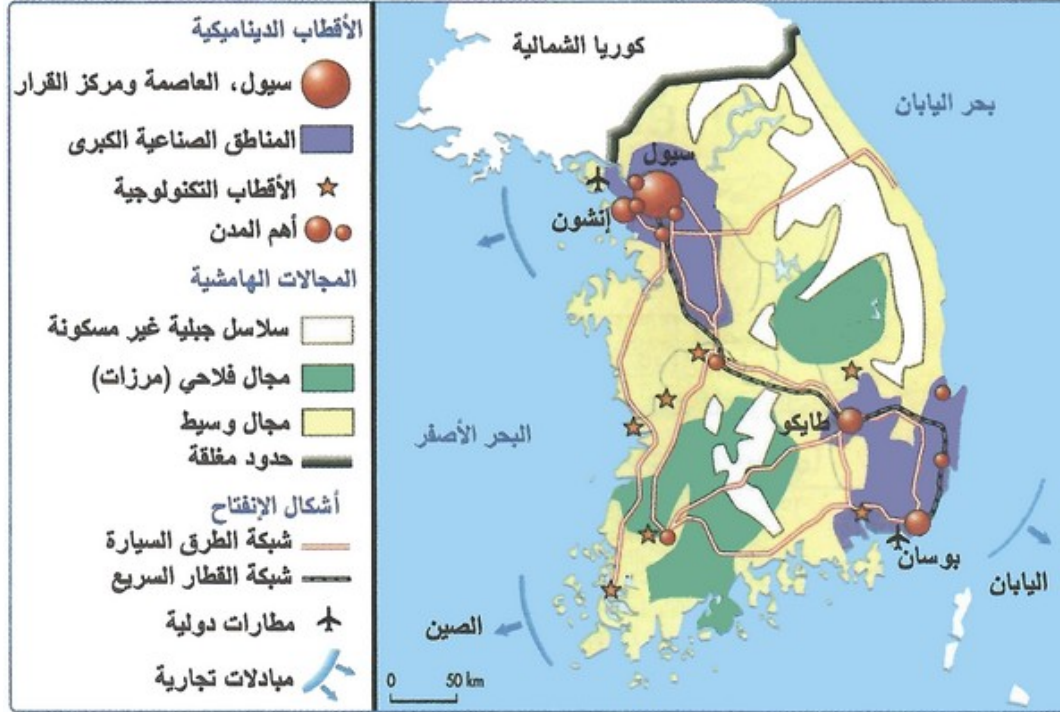 الأقطاب الديناميكية
سيول، العاصمة ومركز القرار
المناطق الصناعية الكبرى
الأقطاب التكنولوجية
أهم المدن
المجالات الهامشية
سلاسل جبلية غير مسكونة
مجال فلاحي (مرزات)
مجال وسيط
حدود مغلقة
أشكال الإنفتاح
شبكة الطرق السيارة
شبكة القطار السريع
مطارات دولية
مبادلات تجارية
كوريا الشمالية
بحر اليابان
سيول
إنشون
طايكو
البحر الأصفر
بوسان
اليابان
الصين
0 50 km